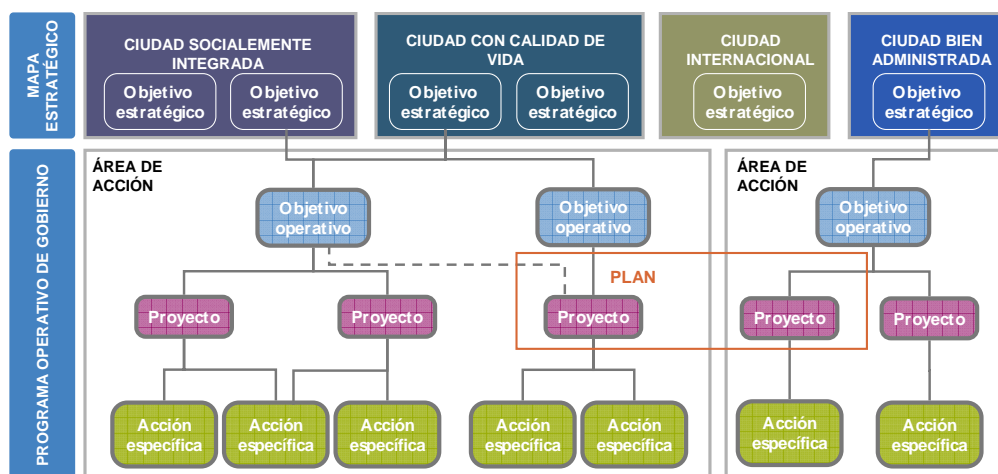 MAPA
ESTRATÉGICO
CIUDAD SOCIALEMENTE
INTEGRADA
Objetivo
estratégico
Objetivo
estratégico
CIUDAD CON CALIDAD DE
VIDA
Objetivo
estratégico
Objetivo
estratégico
CIUDAD
INTERNACIONAL
Objetivo
estratégico
CIUDAD BIEN
ADMINISTRADA
Objetivo
estratégico
PROGRAMA OPERATIVO DE GOBIERNO
ÁREA DE
ACCIÓN
Objetivo
operativo
Objetivo
operativo
ÁREA DE
ACCIÓN
Objetivo
operativo
PLAN
Proyecto
Proyecto
Proyecto
Proyecto
Proyecto
Acción
específica
Acción
específica
Acción
específica
Acción
específica
Acción
específica
Acción
específica
Acción
específica